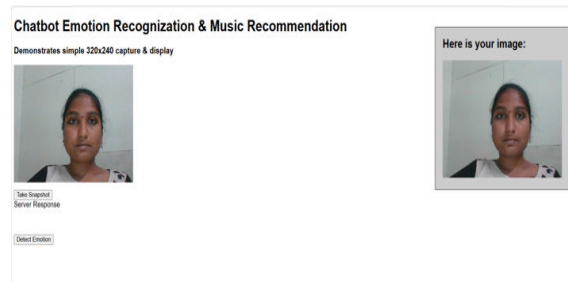 Chatbot Emotion Recognization & Music Recommendation
Demonstrates simple 320x240 capture & display
Here is your image:
Take Snapshot
Server Response
Detect Emotion